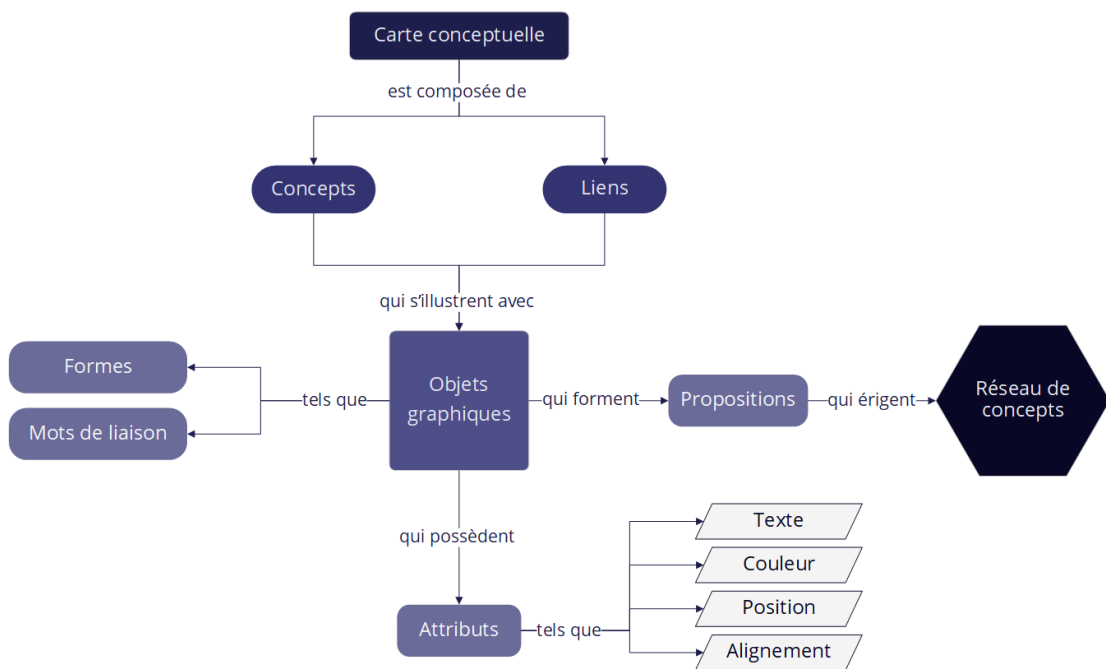 Carte conceptuelle
est composée de
Concepts
Liens
qui s'illustrent avec
Formes
Mots de liaison
tels que
Objets
graphiques
qui forment
Propositions
qui érigent
Réseau de
concepts
qui possèdent
Attributs
tels que
Texte
Couleur
Position
Alignement